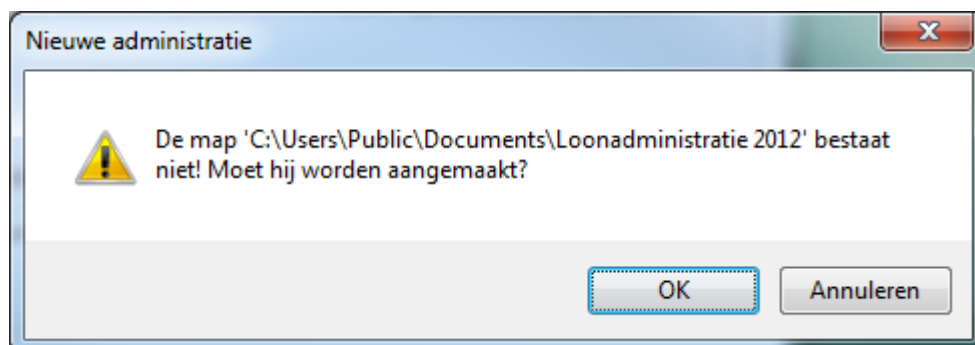 Nieuwe administratie
De map 'C:\Users\Public\Documents\Loonadministratie 2012' bestaat
niet! Moet hij worden aangemaakt?
OK Annuleren